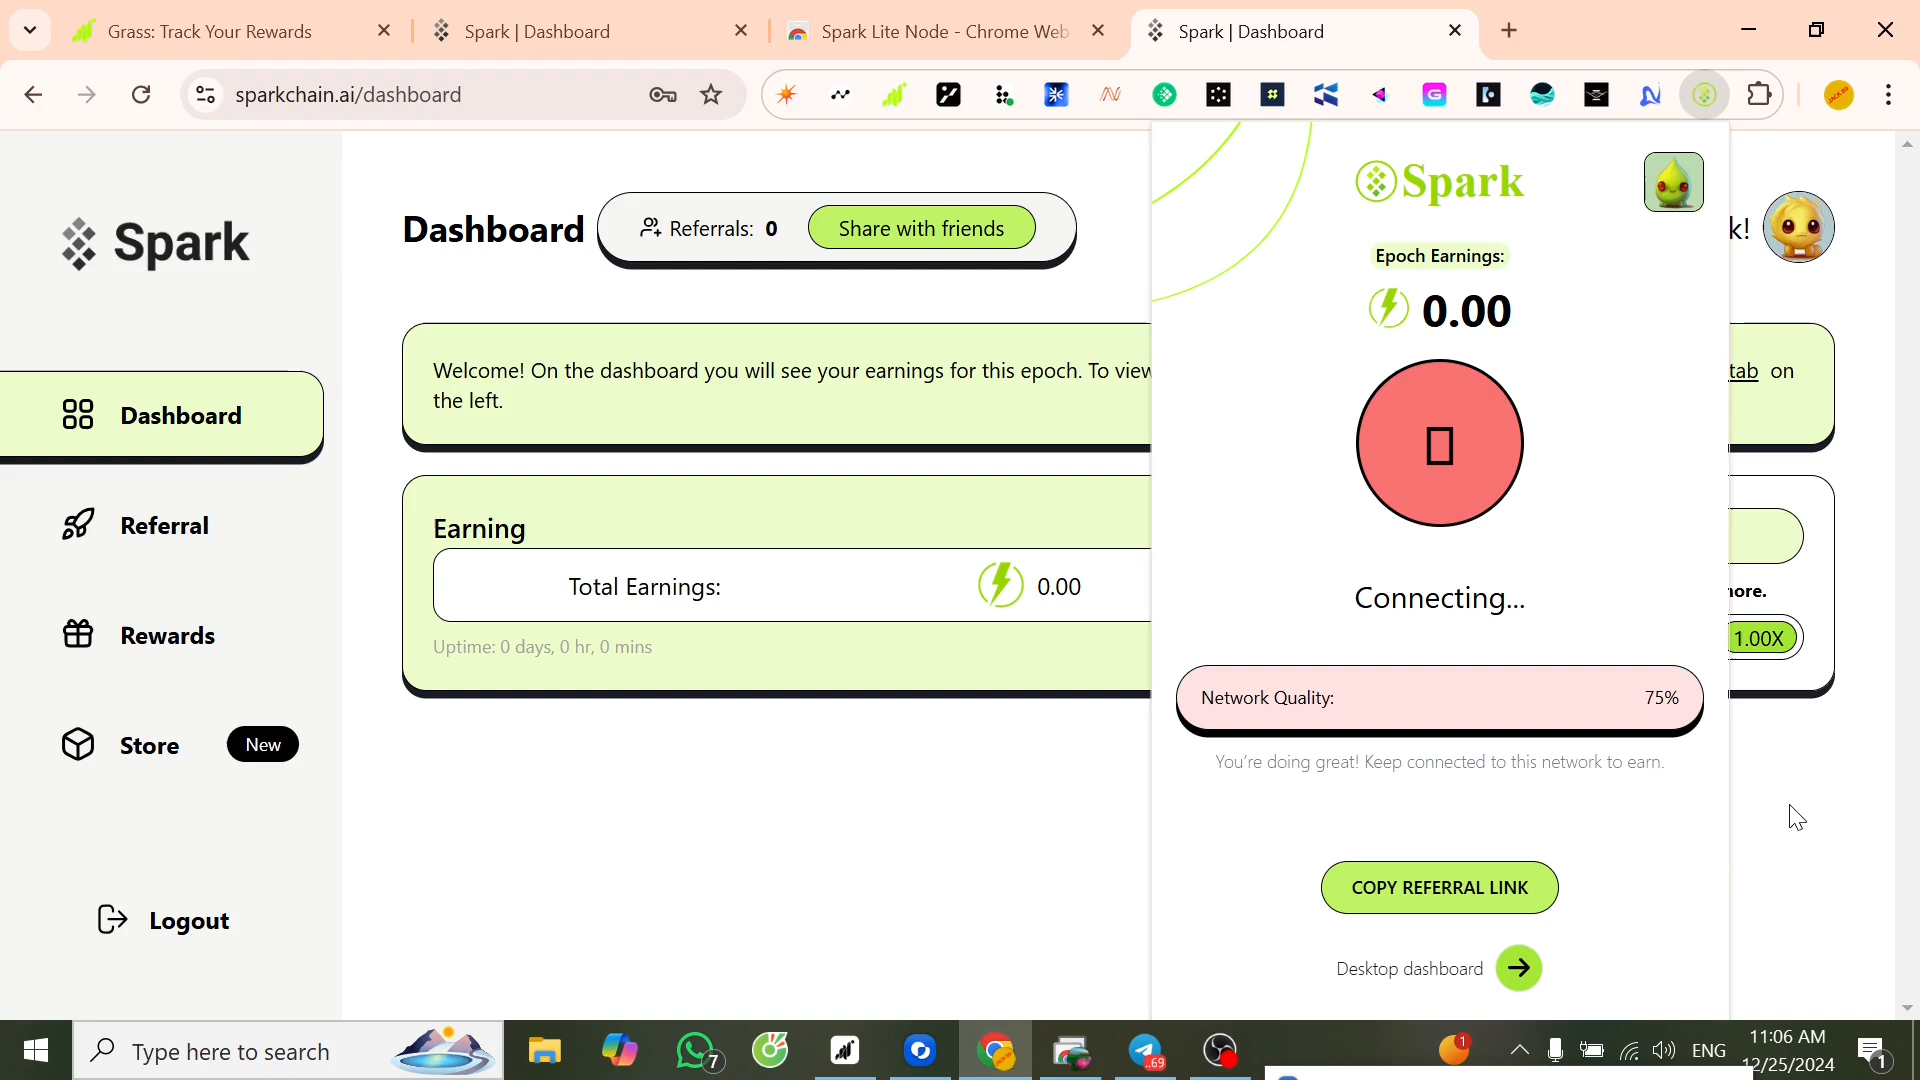 Grass: Track Your Rewards
Spark | Dashboard
Spark Lite Node - Chrome Web
Spark | Dashboard
sparkchain.ai/dashboard
Spark
Dashboard
Referrals: 0
Share with friends
k!
Welcome! On the dashboard you will see your earnings for this epoch. To view
tab on
the left.
Dashboard
Referral
Rewards
Store
New
Logout
Earning
Total Earnings:
0.00
Uptime: 0 days, 0 hr, 0 mins
nore.
1.00X
Spark
Epoch Earnings:
0.00
Connecting...
Network Quality:
75%
You're doing great! Keep connected to this network to earn.
COPY REFERRAL LINK
Desktop dashboard
Type here to search
7
..69
1
ENG
11:06 AM
12/25/2024
1